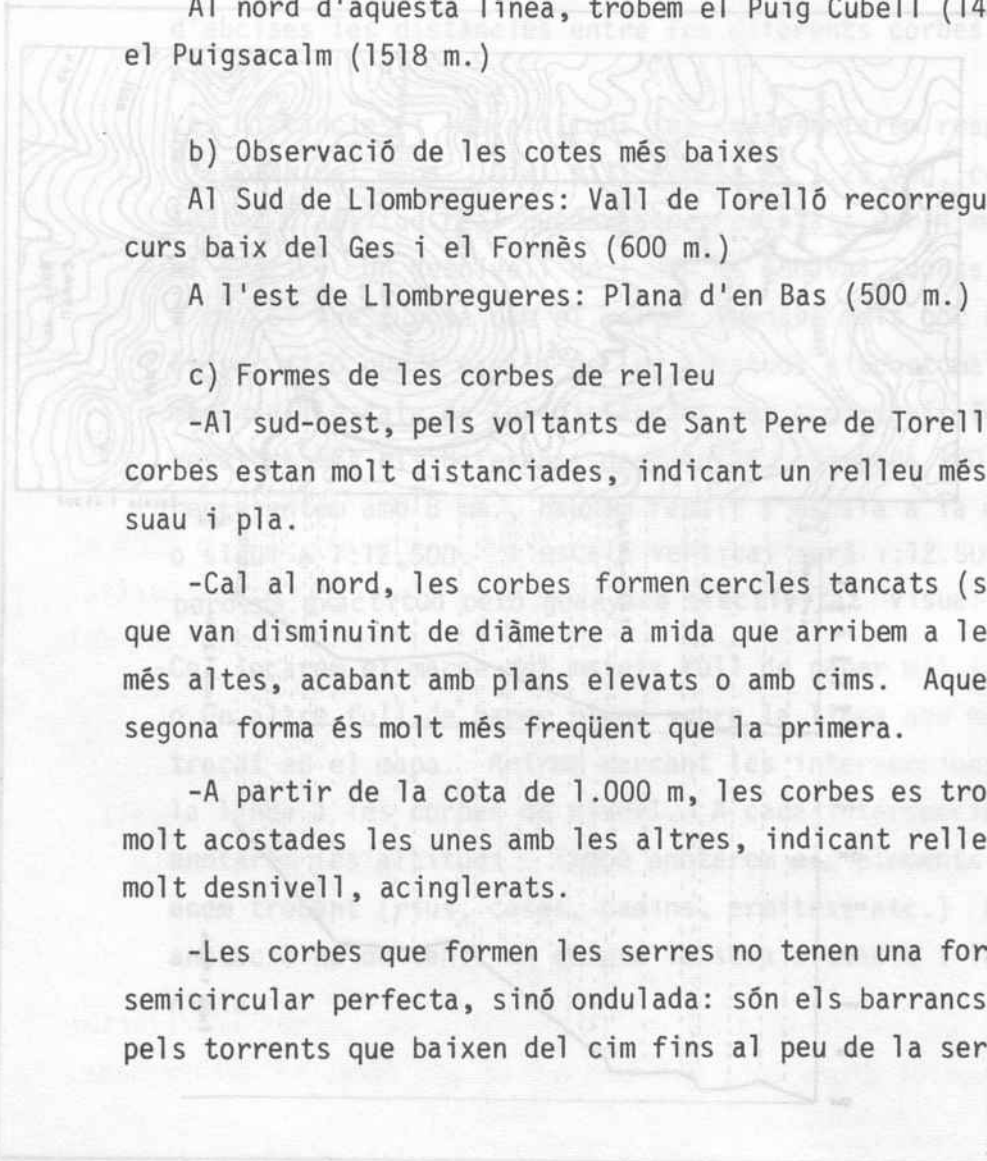 Al nord d'aquesta línea, trobem el Puig Cubell (14
el Puigsacalm (1518 m.)
b) Observació de les cotes més baixes
Al Sud de Llombregueres: Vall de Torelló recorregu
curs baix del Ges i el Fornès (600 m.)
A l'est de Llombregueres: Plana d'en Bas (500 m.)
c) Formes de les corbes de relleu
-Al sud-oest, pels voltants de Sant Pere de Torell
corbes estan molt distanciades, indicant un relleu més
suau i pla.
-Cal al nord, les corbes formen cercles tancats (s
que van disminuint de diàmetre a mida que arribem a le
més altes, acabant amb plans elevats o amb cims. Aque
segona forma és molt més freqüent que la primera.
-A partir de la cota de 1.000 m, les corbes es tro
molt acostades les unes amb les altres, indicant relle
molt desnivell, acinglerats.
-Les corbes que formen les serres no tenen una for
semicircular perfecta, sinó ondulada: són els barrancs
pels torrents que baixen del cim fins al peu de la ser